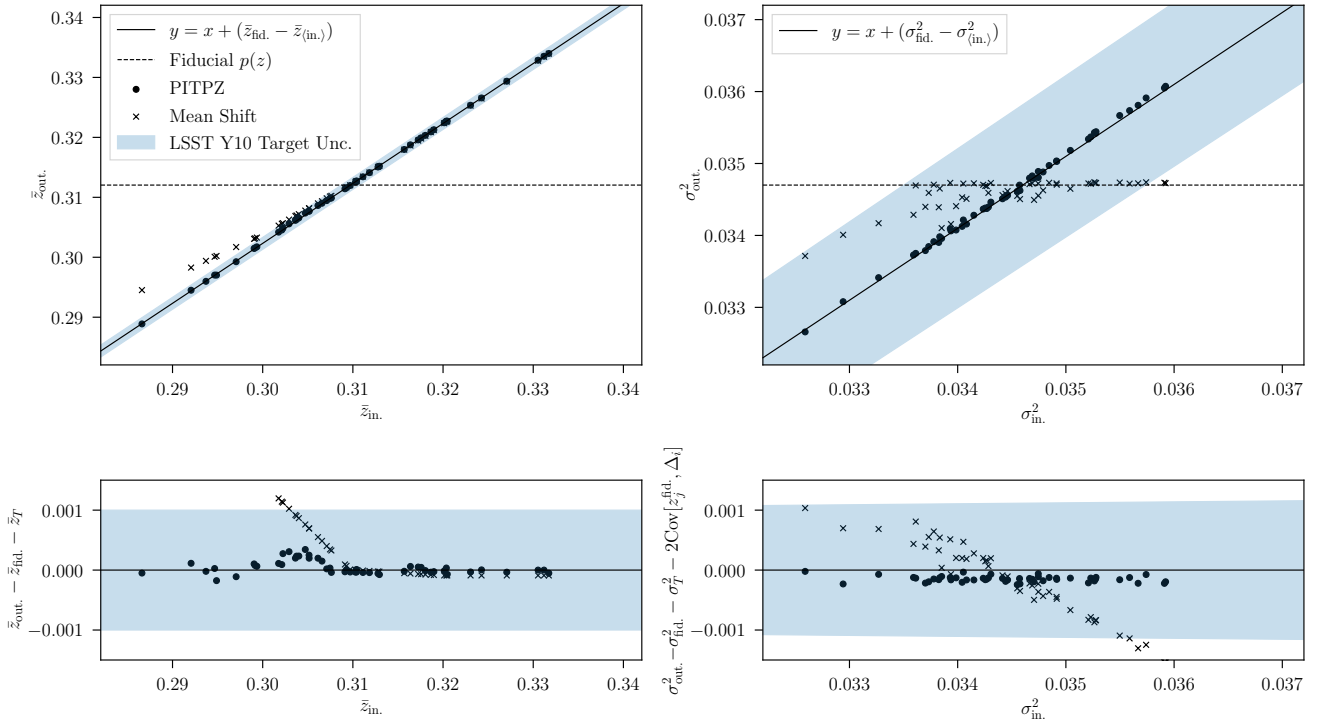 0.34
0.33
0.32
0.31
0.30
0.29
z̄out.
y = x + (z̄fid. − z̄⟨in.⟩)
Fiducial p(z)
PITPZ
Mean Shift
LSST Y10 Target Unc.
0.29 0.30 0.31 0.32 0.33 0.34
z̄in.
0.037
0.036
0.035
0.034
0.033
σ²out.
y = x + (σ²fid. − σ²⟨in.⟩)
0.033 0.034 0.035 0.036 0.037
σ²in.
0.001
0.000
−0.001
z̄out. − z̄fid. − z̄T
0.29 0.30 0.31 0.32 0.33 0.34
z̄in.
0.001
0.000
−0.001
σ²out. − σ²fid. − σ²T − 2Cov[z_j^fid., Δi]
0.033 0.034 0.035 0.036 0.037
σ²in.